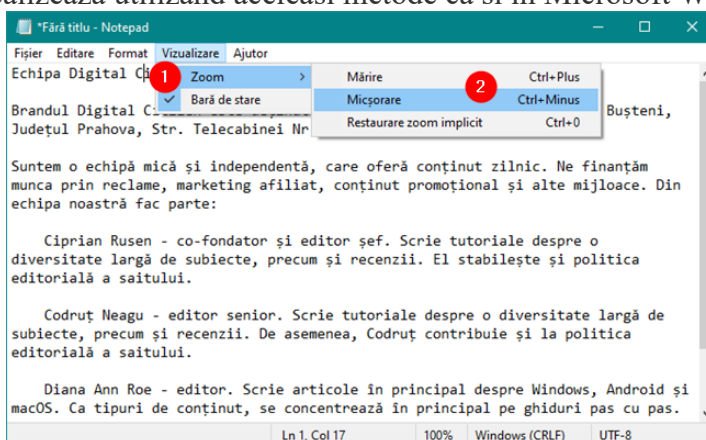 utilizând aceleași metode ca și în Microsoft W
*Fără titlu - Notepad
Fișier Editare Format Vizualizare Ajutor
Echipa Digital
1 Zoom > Mărire Ctrl+Plus
Bară de stare Micșorare 2 Ctrl+Minus
Restaurare zoom implicit Ctrl+0
Brandul Digital Bușteni,
Județul Prahova, Str. Telecabinei Nr
Suntem o echipă mică și independentă, care oferă conținut zilnic. Ne finanțăm
munca prin reclame, marketing afiliat, conținut promoțional și alte mijloace. Din
echipa noastră fac parte:
Ciprian Rusen - co-fondator și editor șef. Scrie tutoriale despre o
diversitate largă de subiecte, precum și recenzii. El stabilește și politica
editorială a saitului.
Codruț Neagu - editor senior. Scrie tutoriale despre o diversitate largă de
subiecte, precum și recenzii. De asemenea, Codruț contribuie și la politica
editorială a saitului.
Diana Ann Roe - editor. Scrie articole în principal despre Windows, Android și
macOS. Ca tipuri de conținut, se concentrează în principal pe ghiduri pas cu pas.
Ln 1, Col 17 100% Windows (CRLF) UTF-8